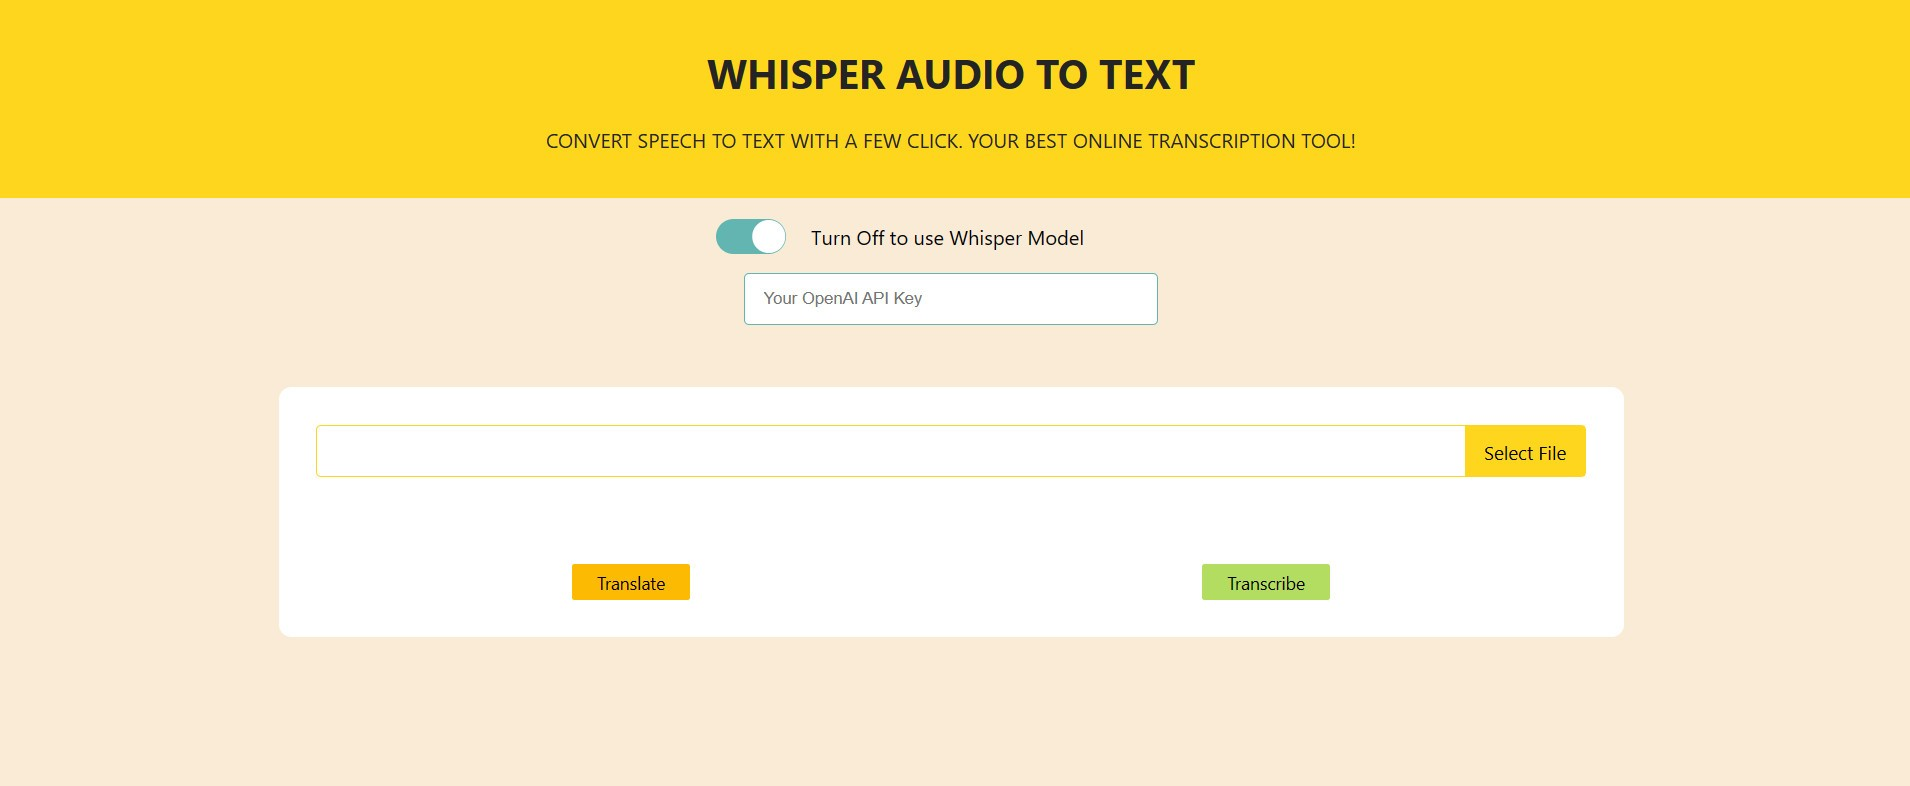 WHISPER AUDIO TO TEXT
CONVERT SPEECH TO TEXT WITH A FEW CLICK. YOUR BEST ONLINE TRANSCRIPTION TOOL!
Turn Off to use Whisper Model
Your OpenAI API Key
Select File
Translate
Transcribe